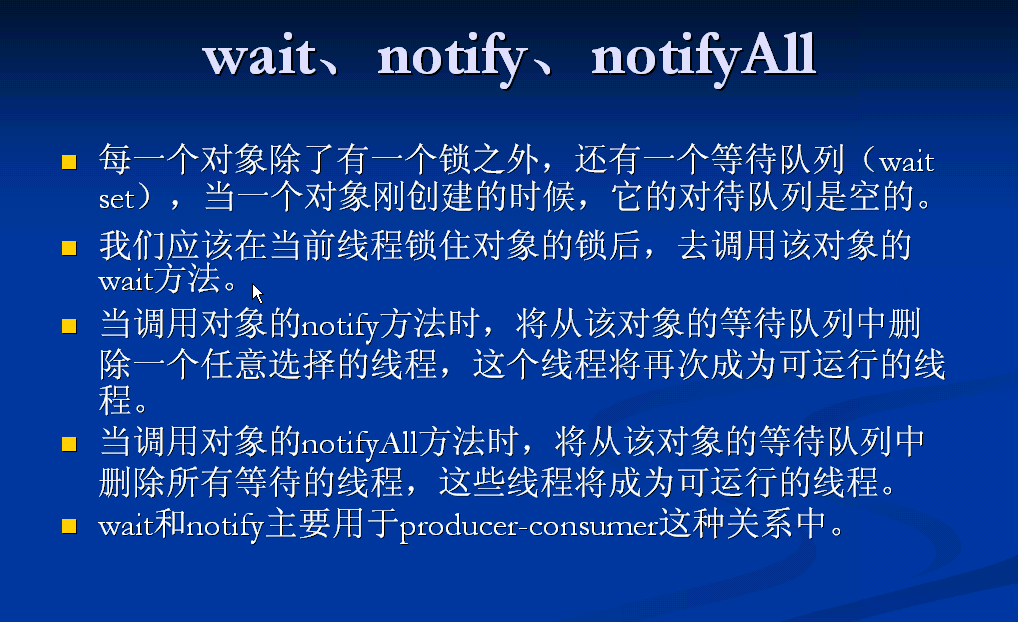 wait、notify、notifyAll
每一个对象除了有一个锁之外，还有一个等待队列（wait
set），当一个对象刚创建的时候，它的对待队列是空的。
我们应该在当前线程锁住对象的锁后，去调用该对象的
wait方法。
当调用对象的notify方法时，将从该对象的等待队列中删
除一个任意选择的线程，这个线程将再次成为可运行的线
程。
当调用对象的notifyAll方法时，将从该对象的等待队列中
删除所有等待的线程，这些线程将成为可运行的线程。
wait和notify主要用于producer-consumer这种关系中。